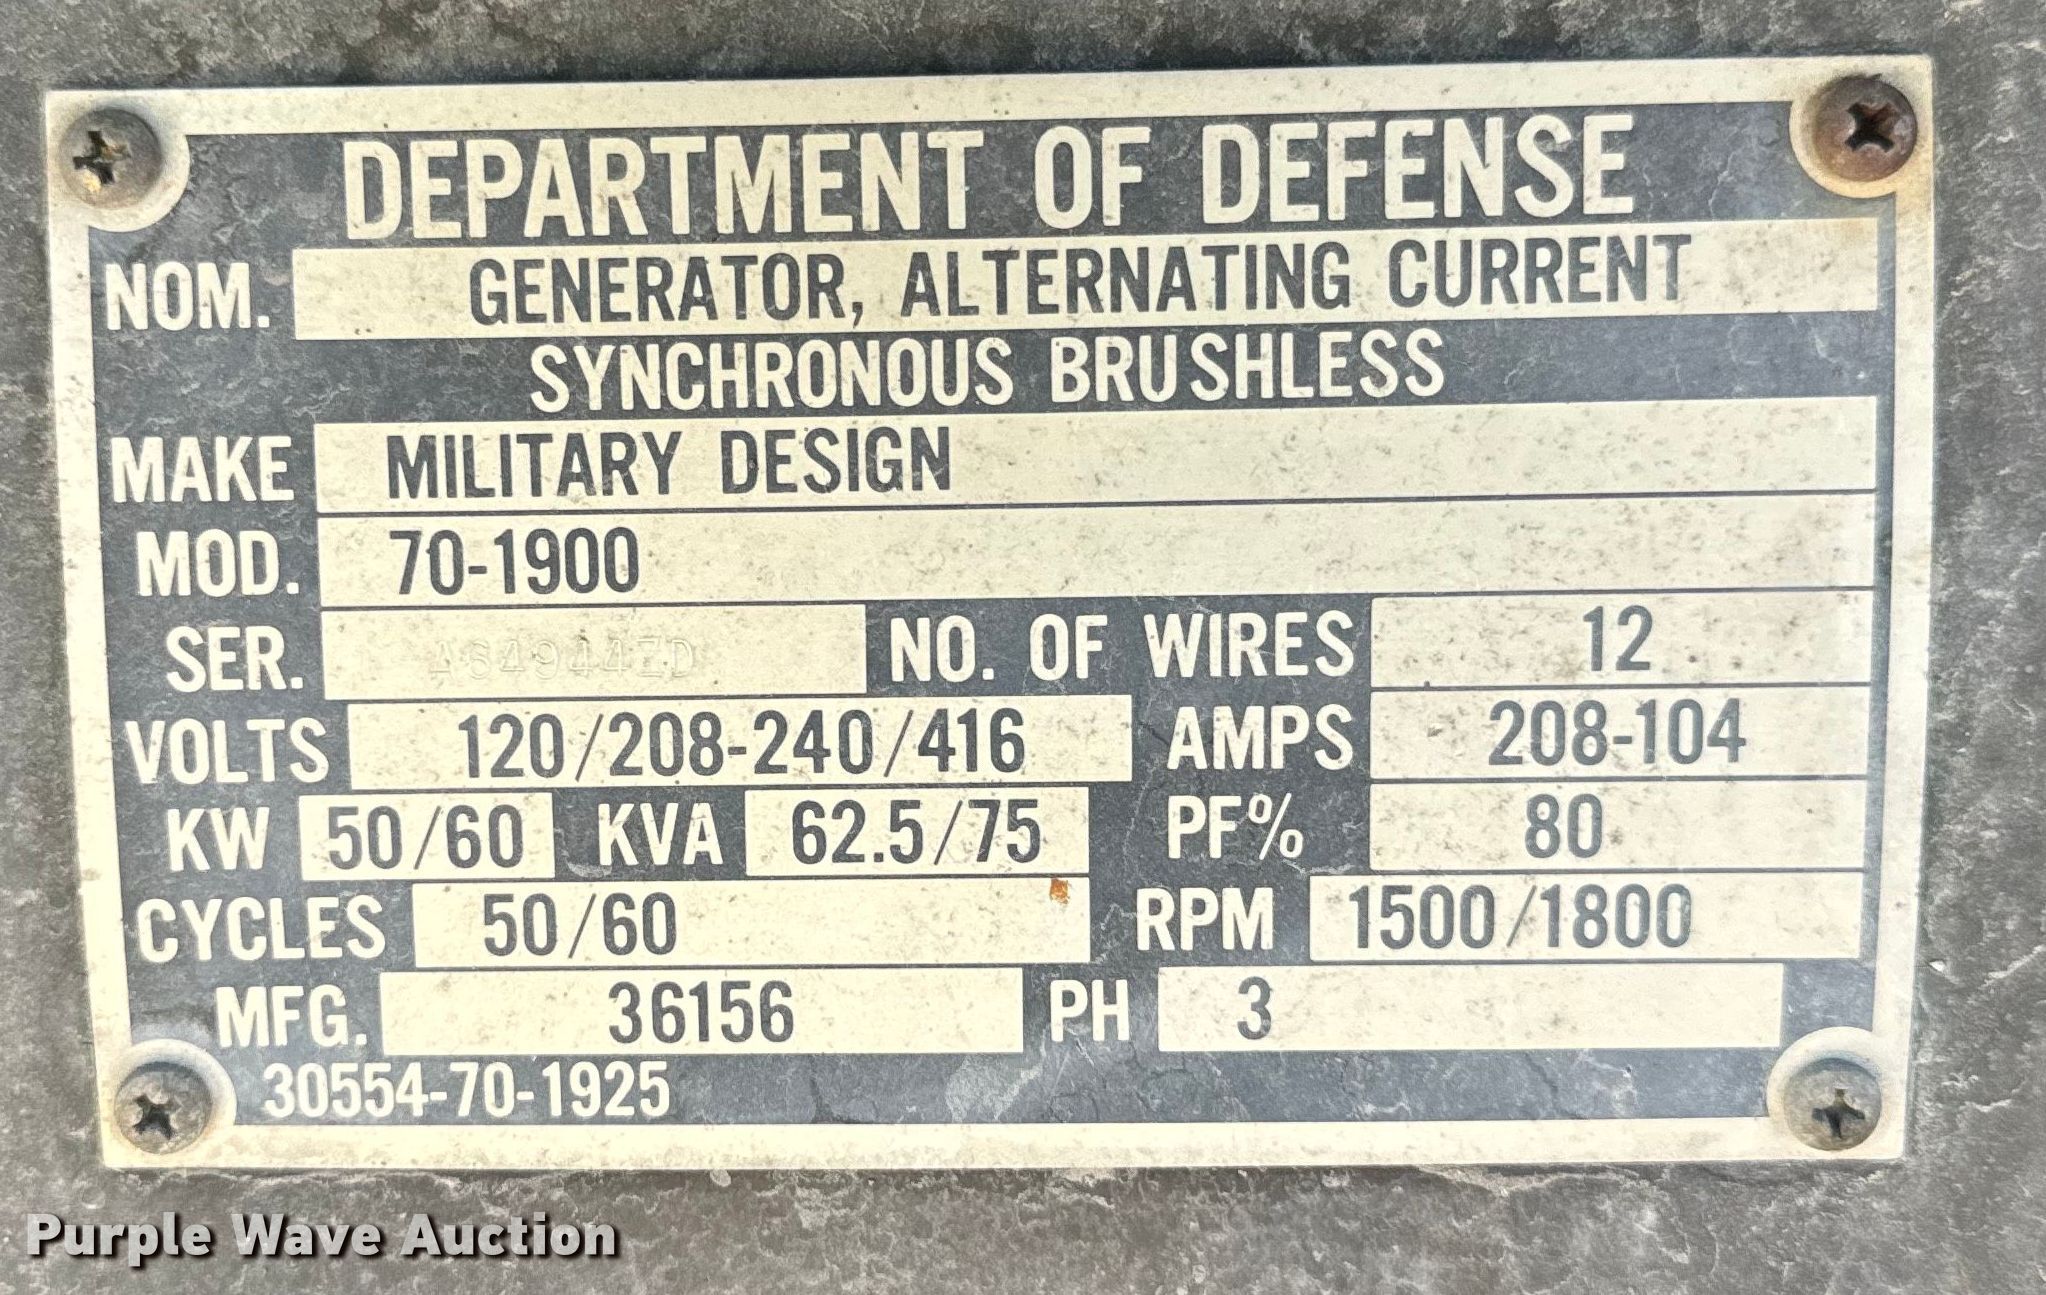 DEPARTMENT OF DEFENSE
NOM. GENERATOR, ALTERNATING CURRENT
SYNCHRONOUS BRUSHLESS
MAKE MILITARY DESIGN
MOD. 70-1900
SER. NO. OF WIRES 12
VOLTS 120/208-240/416 AMPS 208-104
KW 50/60 KVA 62.5/75 PF% 80
CYCLES 50/60 RPM 1500/1800
MFG. 36156 PH 3
30554-70-1925
Purple Wave Auction